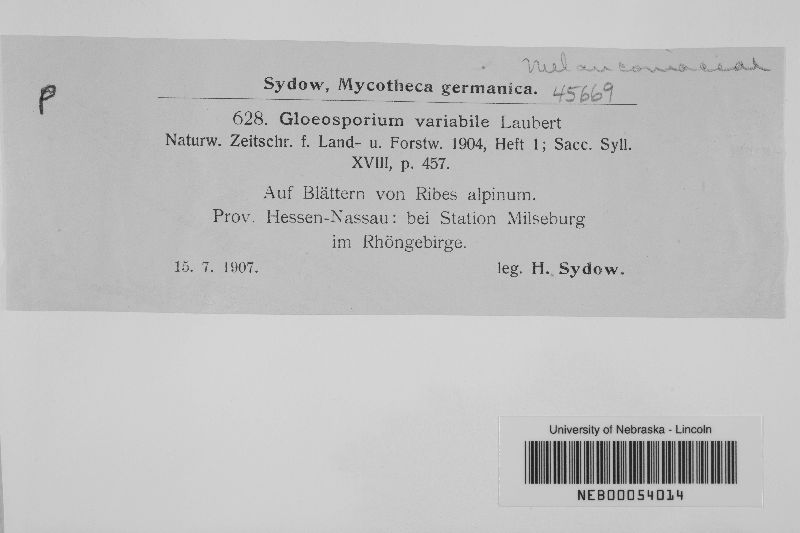 Melanconiaceae
P
Sydow, Mycotheca germanica. 45669
628. Gloeosporium variabile Laubert
Naturw. Zeitschr. f. Land- u. Forstw. 1904, Heft 1; Sacc. Syll.
XVIII, p. 457.
Auf Blättern von Ribes alpinum.
Prov. Hessen-Nassau: bei Station Milseburg
im Rhöngebirge.
15. 7. 1907. leg. H. Sydow.
University of Nebraska - Lincoln
NEB00054014